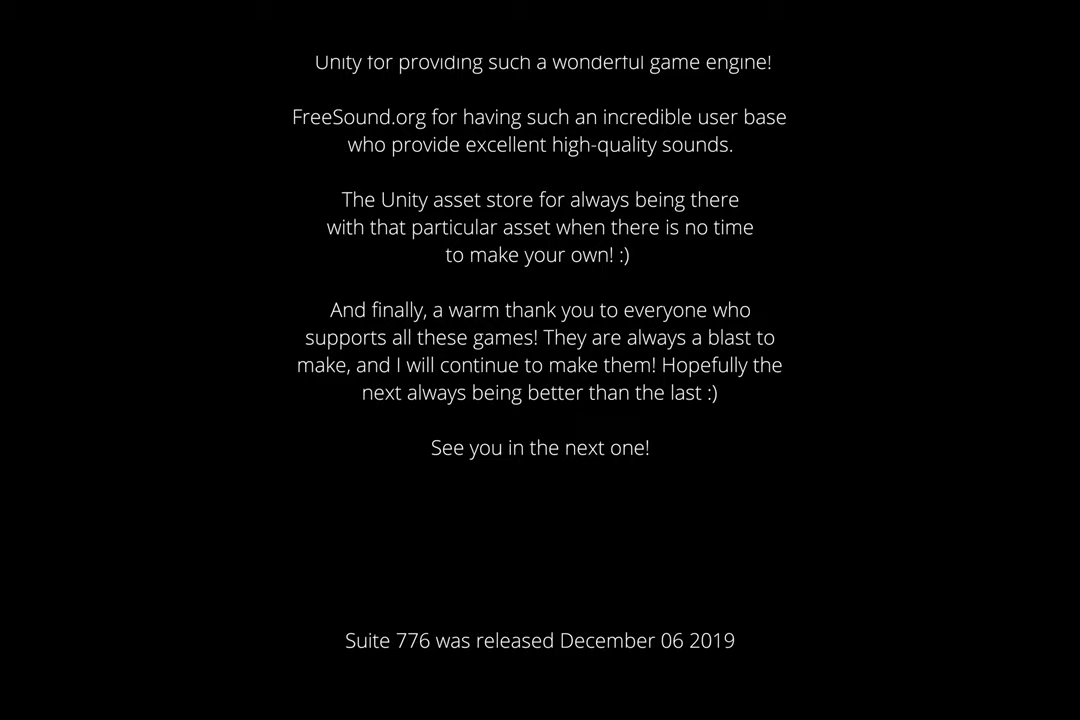 Unity for providing such a wonderful game engine!
FreeSound.org for having such an incredible user base
who provide excellent high-quality sounds.
The Unity asset store for always being there
with that particular asset when there is no time
to make your own! :)
And finally, a warm thank you to everyone who
supports all these games! They are always a blast to
make, and I will continue to make them! Hopefully the
next always being better than the last :)
See you in the next one!
Suite 776 was released December 06 2019